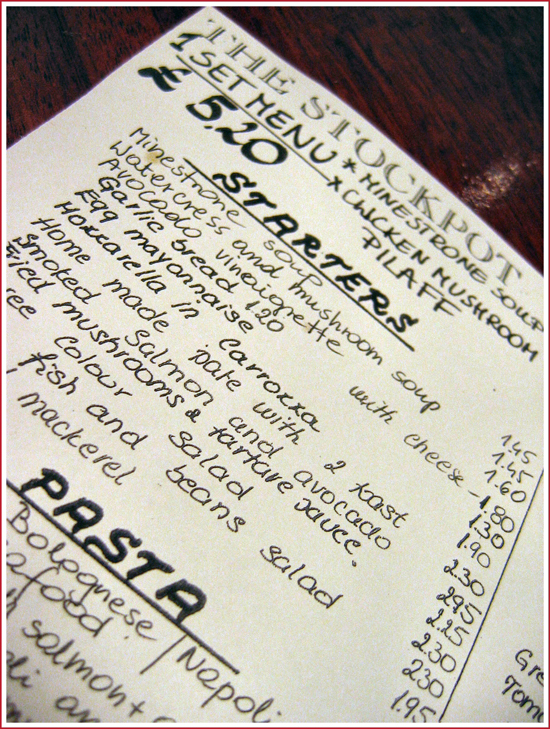 THE STOCKPOT
1 SET MENU * MINESTRONE SOUP
£ 5.20 x CHICKEN MUSHROOM
PILAFF
STARTERS
Minestrone soup 1.45
Watercress and mushroom soup 1.45
Avocado vineigrette 1.60
Garlic bread 1.20 with cheese - 1.80
Egg mayonnaise 1.30
Mozzarella in carrozza 1.90
Home made pate with 2 toast 2.30
smoked salmon and avocado 2.95
Fried mushrooms & tartare sauce. 2.25
ree colour salad 2.30
fish and beans salad 2.30
mackerel 1.95
PASTA
Bolognese / Napoli
afood
salmon +
Gre
Tom